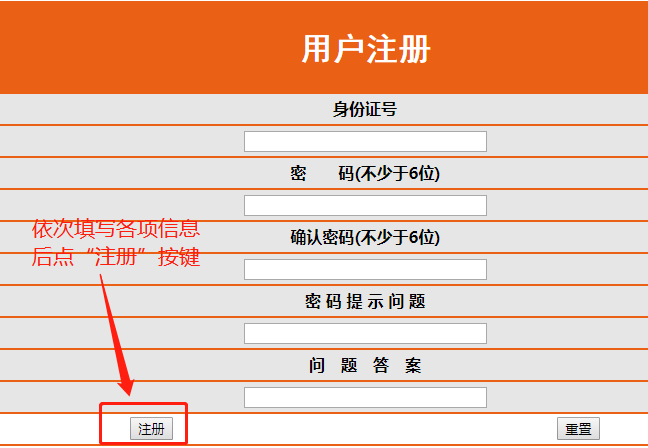 用户注册
身份证号
密　　码(不少于6位)
依次填写各项信息
后点“注册”按键
确认密码(不少于6位)
密 码 提 示 问 题
问　题　答　案
注册
重置